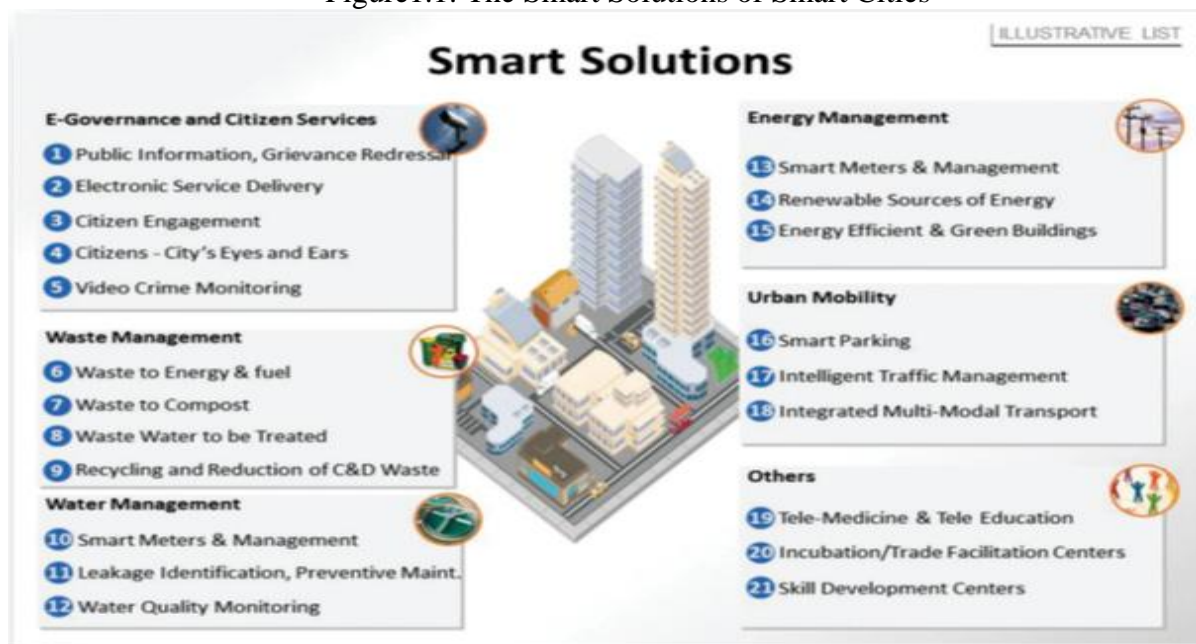 Figure1.1: The Smart Solutions of Smart Cities
ILLUSTRATIVE LIST
Smart Solutions
E-Governance and Citizen Services
1 Public Information, Grievance Redressal
2 Electronic Service Delivery
3 Citizen Engagement
4 Citizens - City's Eyes and Ears
5 Video Crime Monitoring
Waste Management
6 Waste to Energy & fuel
7 Waste to Compost
8 Waste Water to be Treated
9 Recycling and Reduction of C&D Waste
Water Management
10 Smart Meters & Management
11 Leakage Identification, Preventive Maint.
12 Water Quality Monitoring
Energy Management
13 Smart Meters & Management
14 Renewable Sources of Energy
15 Energy Efficient & Green Buildings
Urban Mobility
16 Smart Parking
17 Intelligent Traffic Management
18 Integrated Multi-Modal Transport
Others
19 Tele-Medicine & Tele Education
20 Incubation/Trade Facilitation Centers
21 Skill Development Centers